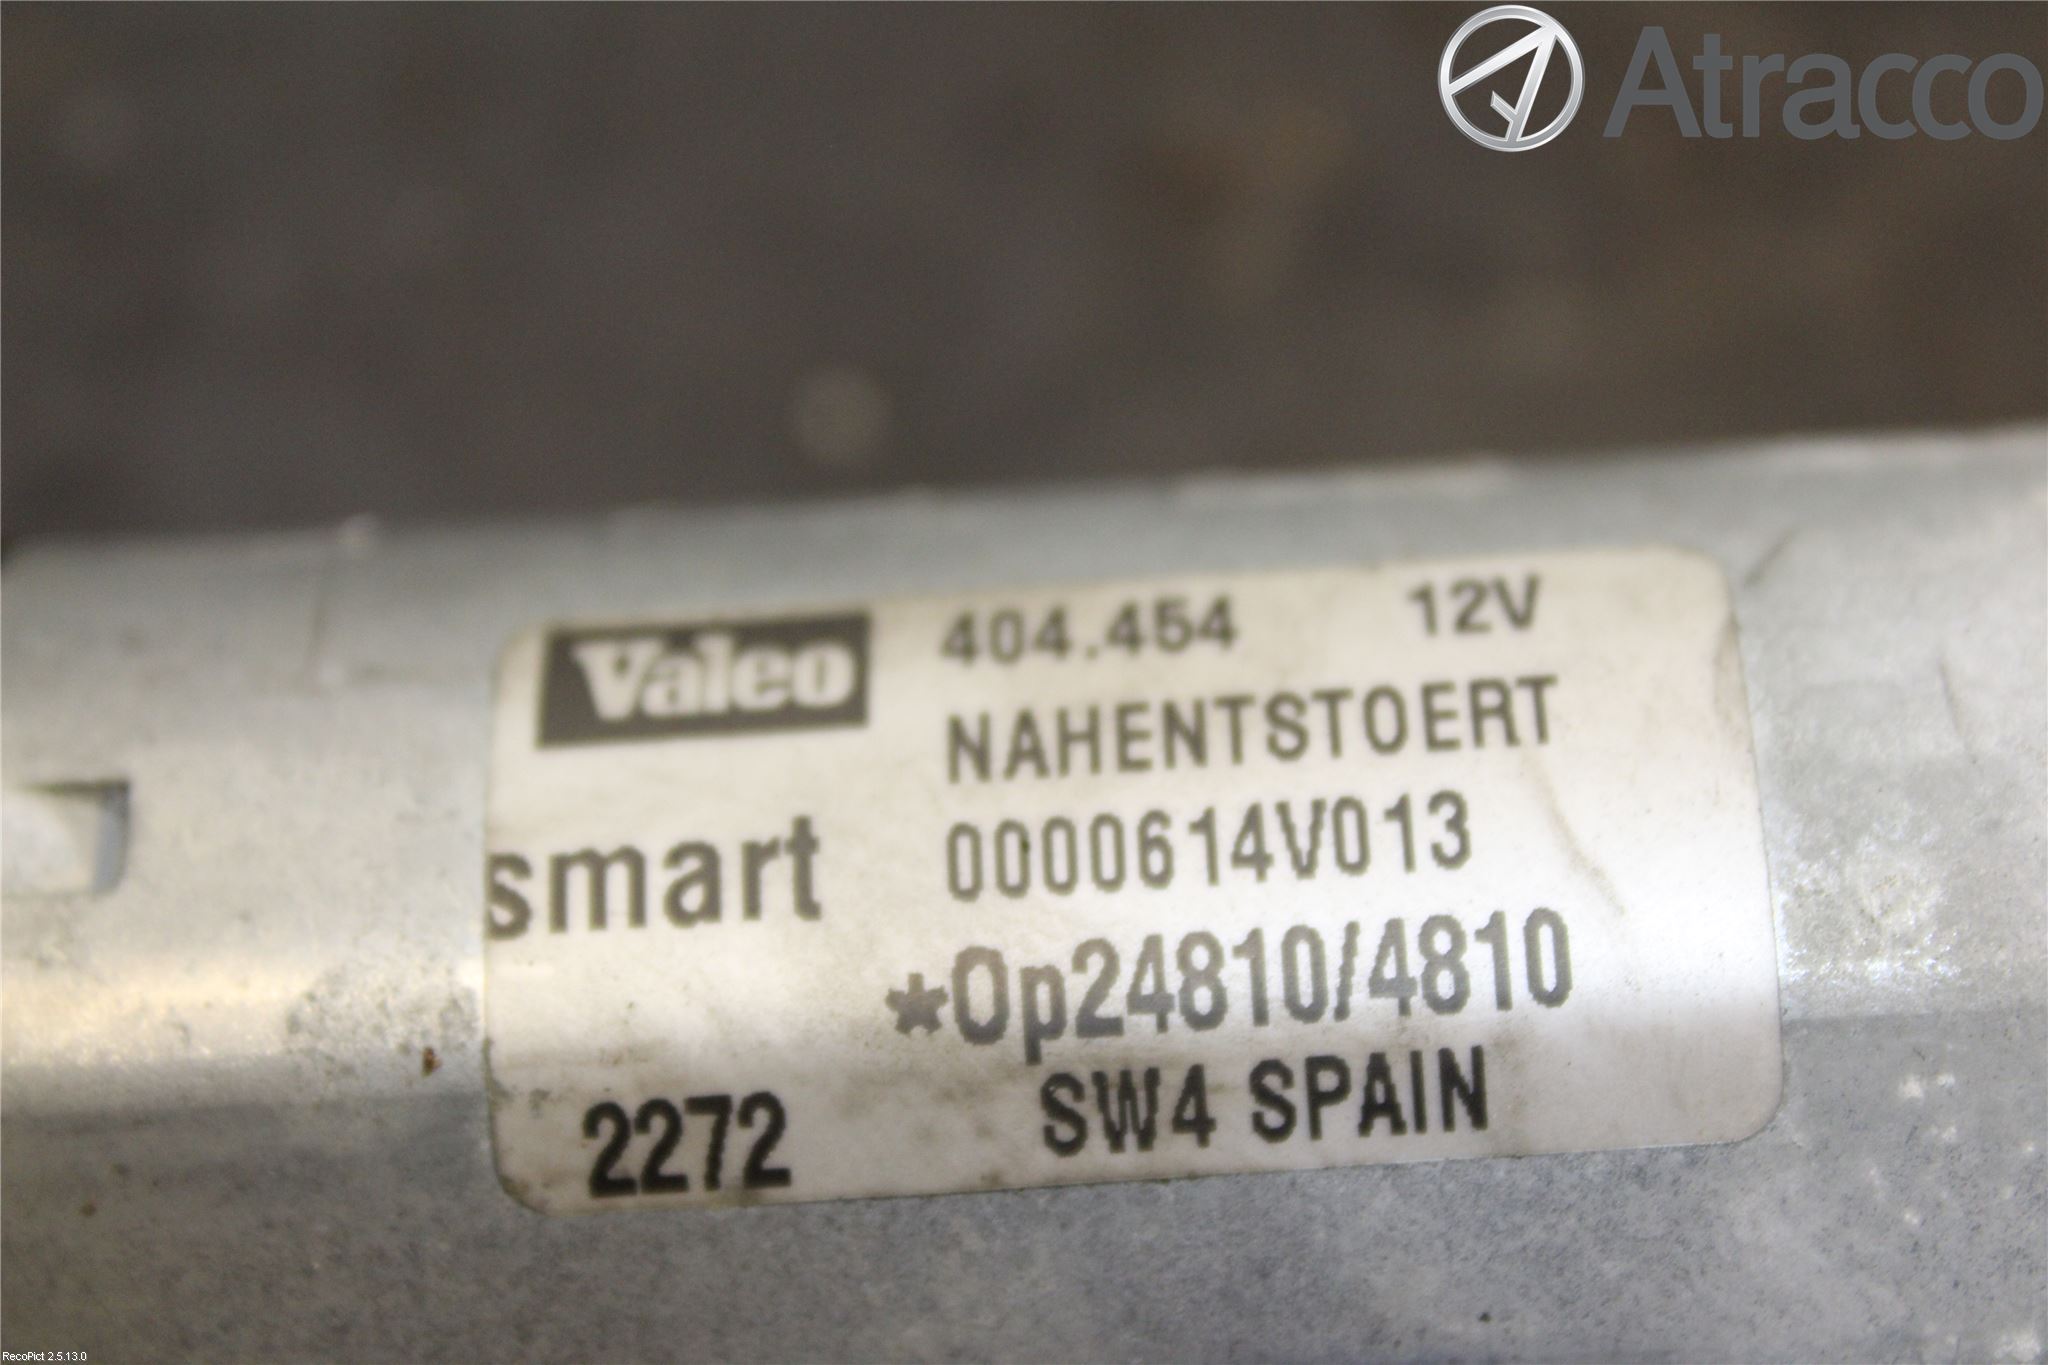 Atracco
Valeo 404.454 12V
NAHENTSTOERT
smart 0000614V013
*Op24810/4810
2272 SW4 SPAIN
RecoPict 2.5.13.0